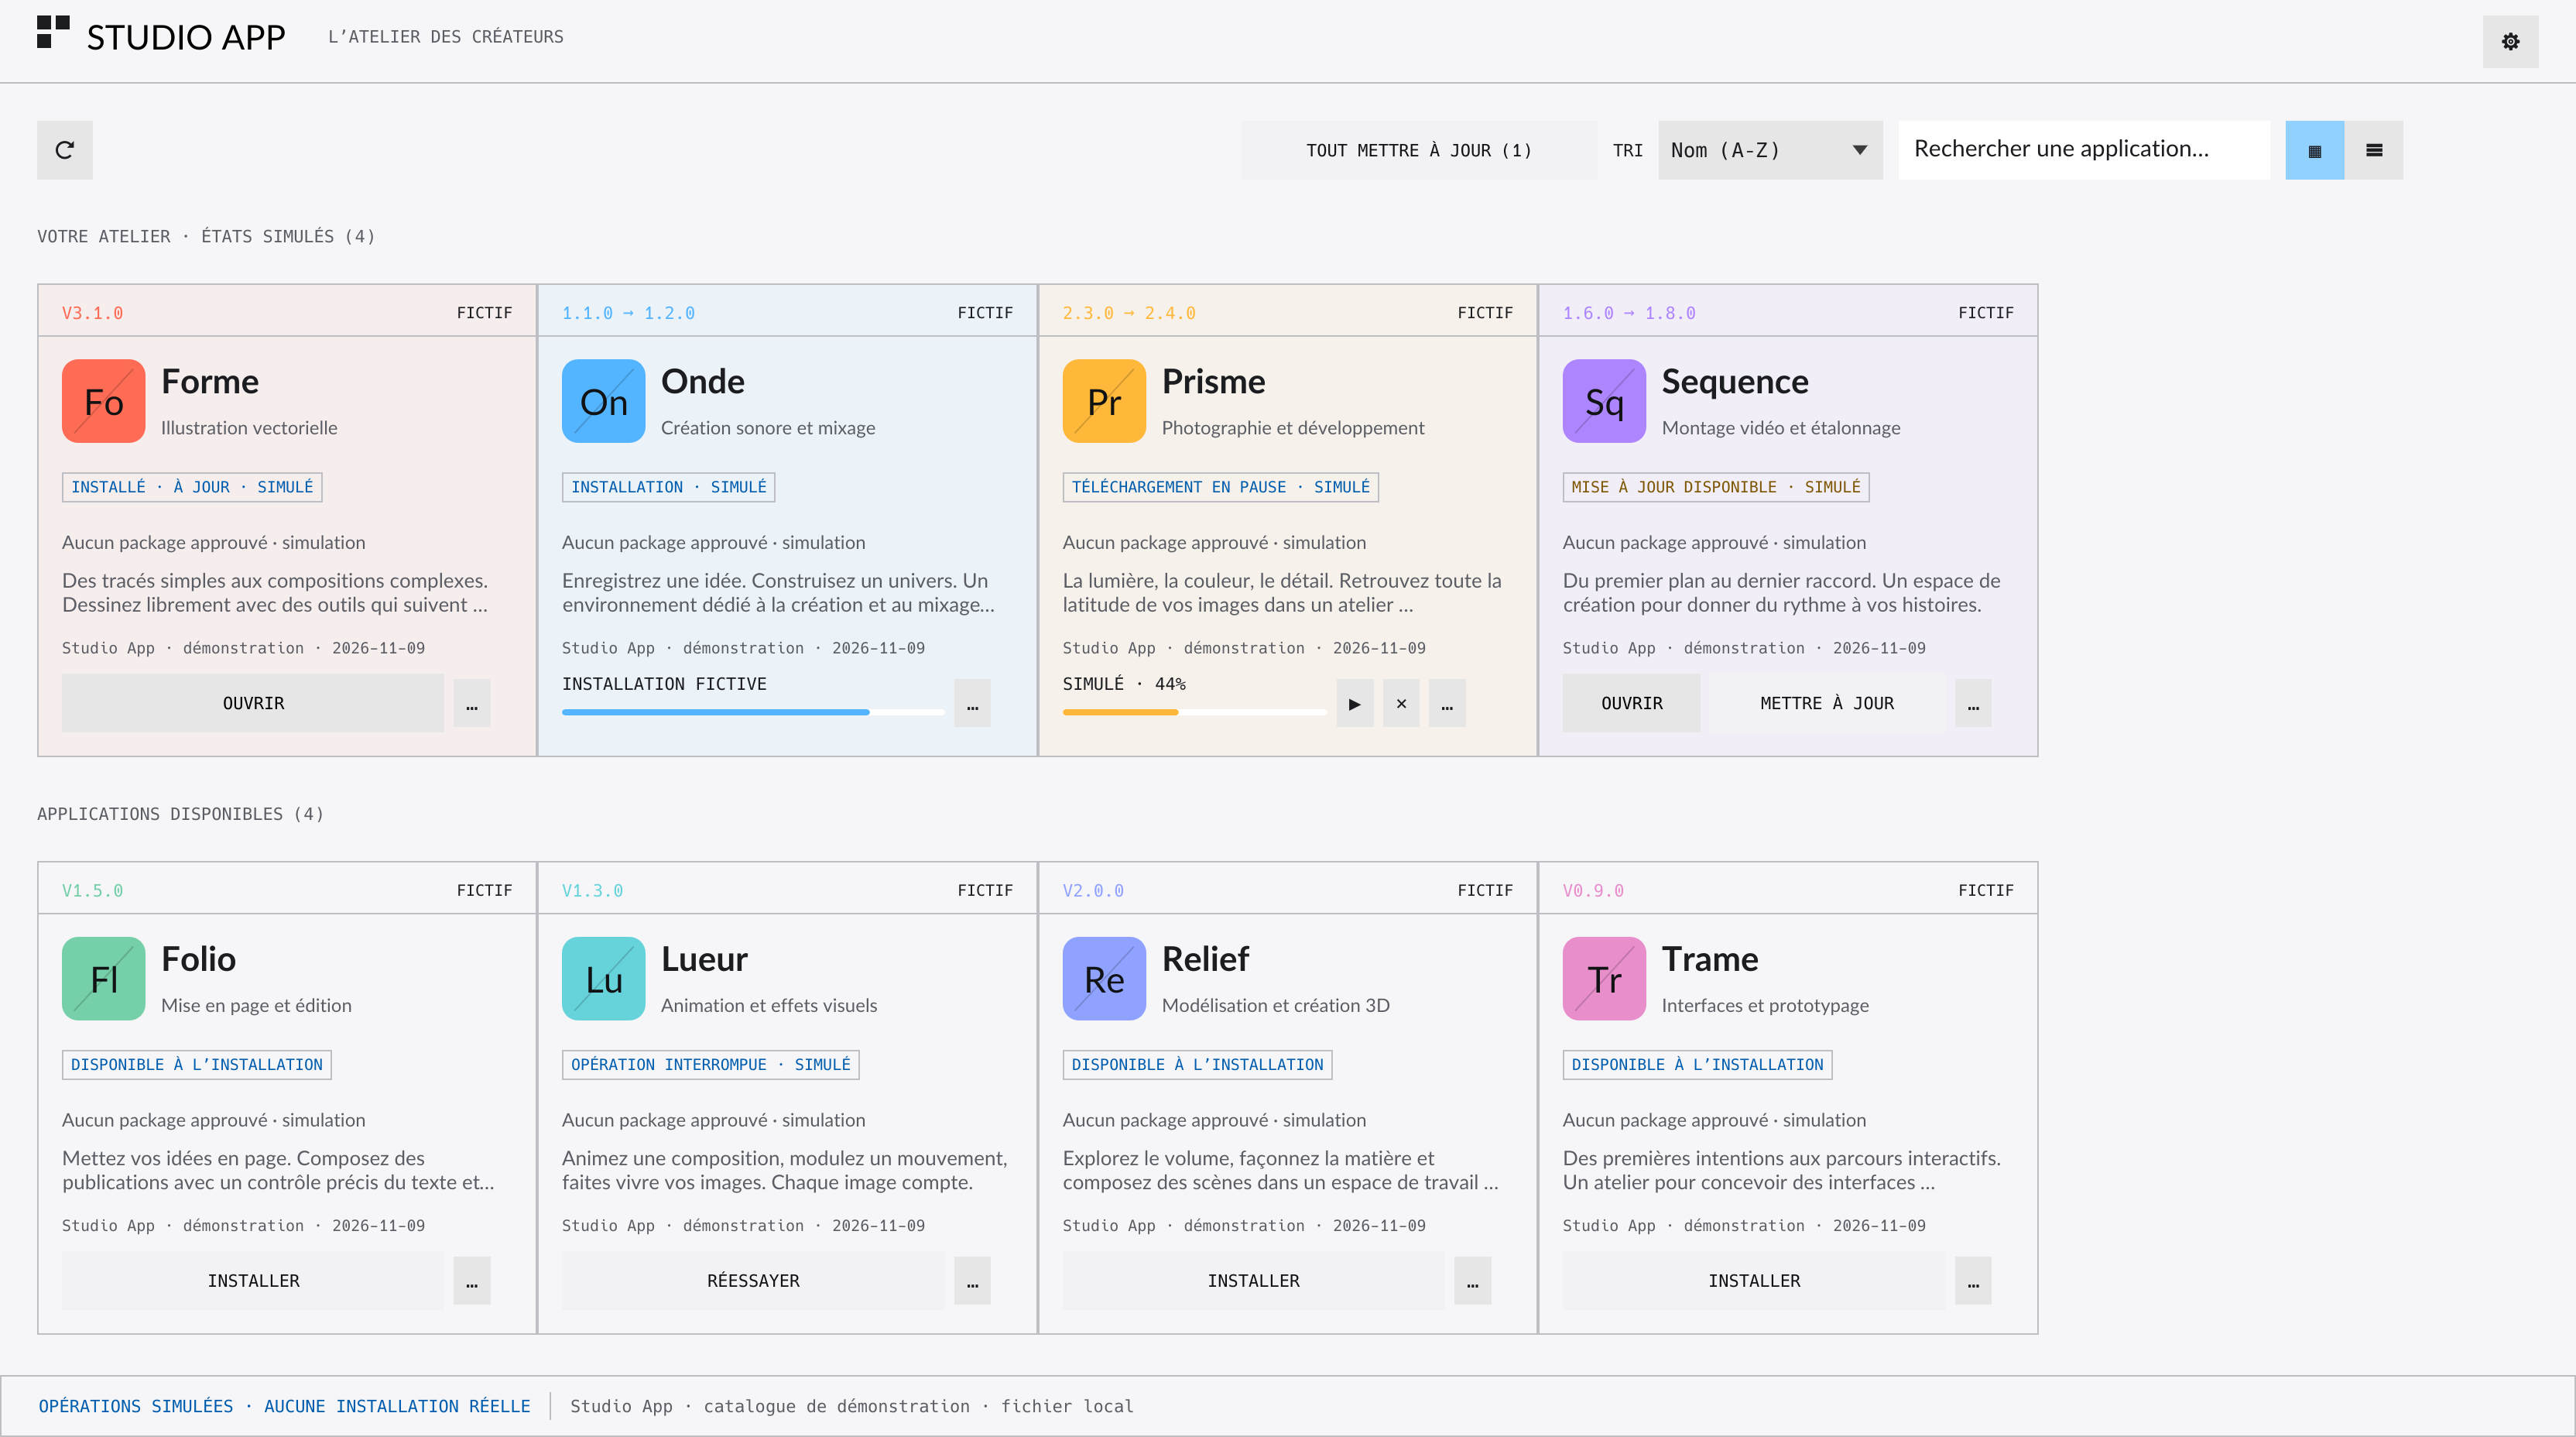 STUDIO APP
L’ATELIER DES CRÉATEURS
TOUT METTRE À JOUR (1)
TRI
Nom (A-Z)
Rechercher une application...
VOTRE ATELIER · ÉTATS SIMULÉS (4)
V3.1.0
FICTIF
Fo
Forme
Illustration vectorielle
INSTALLÉ · À JOUR · SIMULÉ
Aucun package approuvé · simulation
Des tracés simples aux compositions complexes.
Dessinez librement avec des outils qui suivent ...
Studio App · démonstration · 2026-11-09
OUVRIR
…
1.1.0 → 1.2.0
FICTIF
On
Onde
Création sonore et mixage
INSTALLATION · SIMULÉ
Aucun package approuvé · simulation
Enregistrez une idée. Construisez un univers. Un
environnement dédié à la création et au mixage...
Studio App · démonstration · 2026-11-09
INSTALLATION FICTIVE
…
2.3.0 → 2.4.0
FICTIF
Pr
Prisme
Photographie et développement
TÉLÉCHARGEMENT EN PAUSE · SIMULÉ
Aucun package approuvé · simulation
La lumière, la couleur, le détail. Retrouvez toute la
latitude de vos images dans un atelier ...
Studio App · démonstration · 2026-11-09
SIMULÉ · 44%
▶ × …
1.6.0 → 1.8.0
FICTIF
Sq
Sequence
Montage vidéo et étalonnage
MISE À JOUR DISPONIBLE · SIMULÉ
Aucun package approuvé · simulation
Du premier plan au dernier raccord. Un espace de
création pour donner du rythme à vos histoires.
Studio App · démonstration · 2026-11-09
OUVRIR
METTRE À JOUR
…
APPLICATIONS DISPONIBLES (4)
V1.5.0
FICTIF
Fl
Folio
Mise en page et édition
DISPONIBLE À L’INSTALLATION
Aucun package approuvé · simulation
Mettez vos idées en page. Composez des
publications avec un contrôle précis du texte et...
Studio App · démonstration · 2026-11-09
INSTALLER
…
V1.3.0
FICTIF
Lu
Lueur
Animation et effets visuels
OPÉRATION INTERROMPUE · SIMULÉ
Aucun package approuvé · simulation
Animez une composition, modulez un mouvement,
faites vivre vos images. Chaque image compte.
Studio App · démonstration · 2026-11-09
RÉESSAYER
…
V2.0.0
FICTIF
Re
Relief
Modélisation et création 3D
DISPONIBLE À L’INSTALLATION
Aucun package approuvé · simulation
Explorez le volume, façonnez la matière et
composez des scènes dans un espace de travail ...
Studio App · démonstration · 2026-11-09
INSTALLER
…
V0.9.0
FICTIF
Tr
Trame
Interfaces et prototypage
DISPONIBLE À L’INSTALLATION
Aucun package approuvé · simulation
Des premières intentions aux parcours interactifs.
Un atelier pour concevoir des interfaces ...
Studio App · démonstration · 2026-11-09
INSTALLER
…
OPÉRATIONS SIMULÉES · AUCUNE INSTALLATION RÉELLE
Studio App · catalogue de démonstration · fichier local